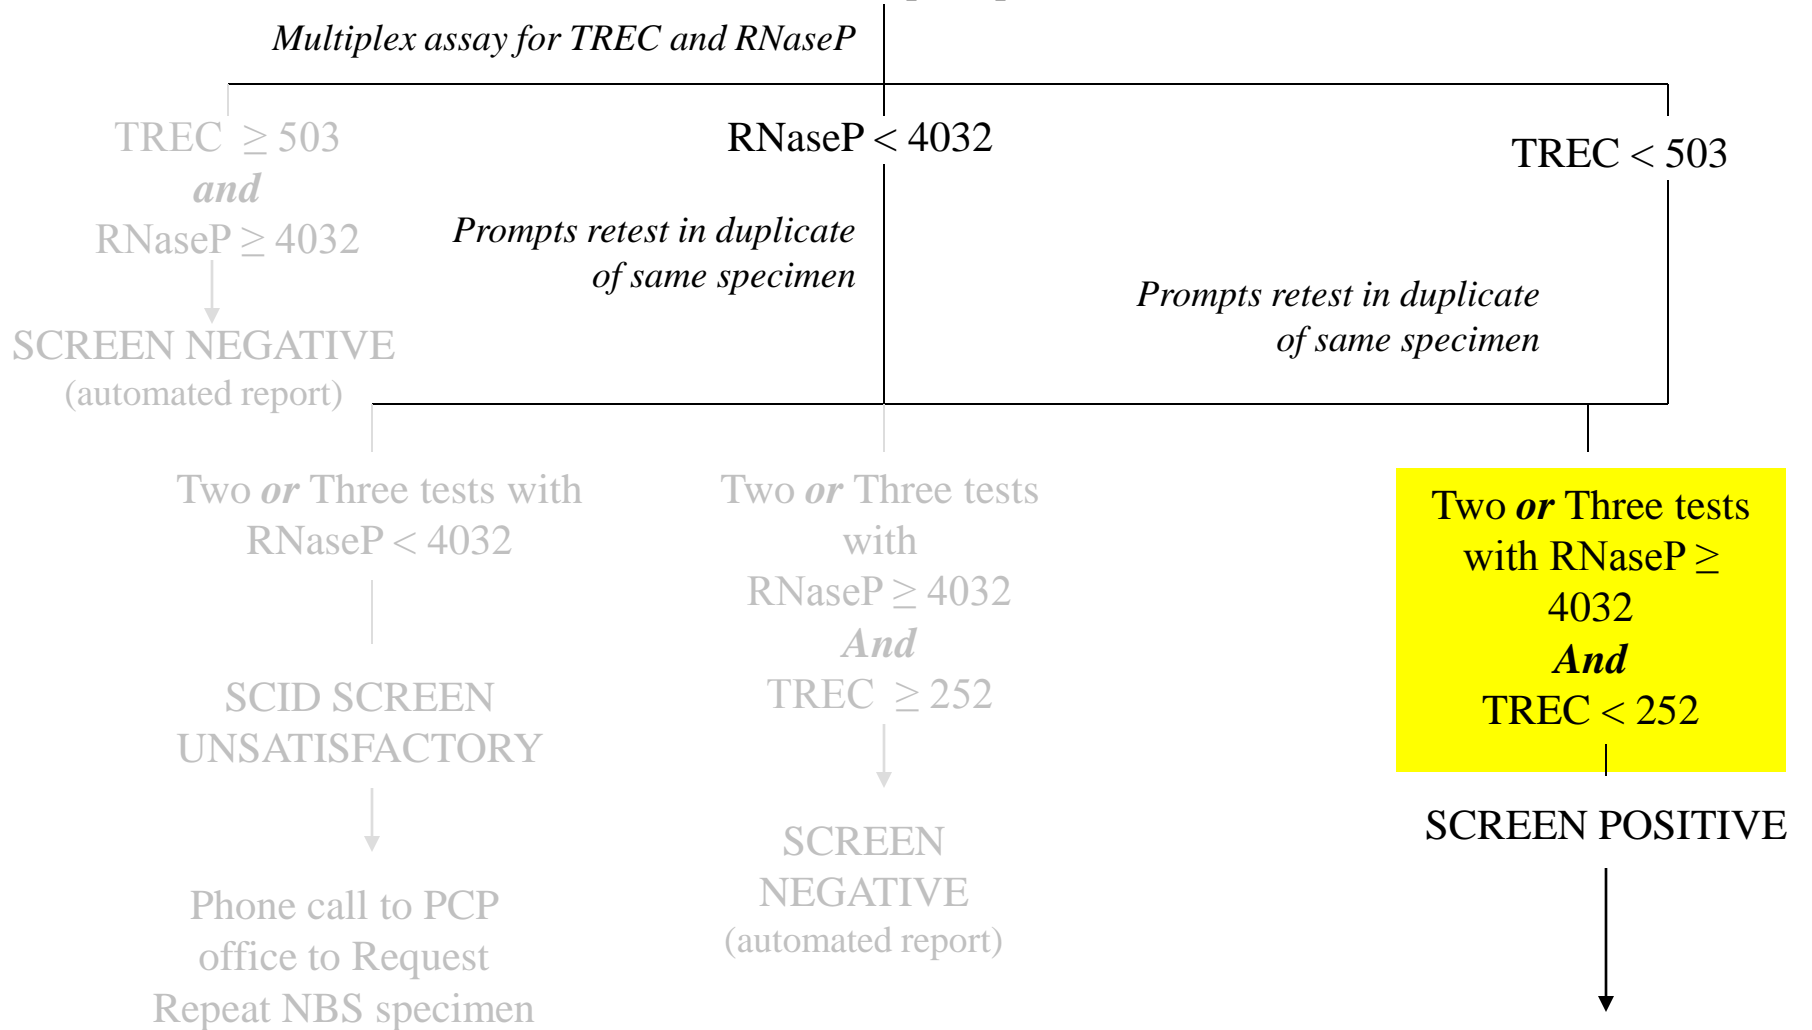 Multiplex assay for TREC and RNaseP
TREC ≥ 503
and
RNaseP ≥ 4032
SCREEN NEGATIVE
(automated report)
RNaseP < 4032
Prompts retest in duplicate
of same specimen
TREC < 503
Prompts retest in duplicate
of same specimen
Two or Three tests with
RNaseP < 4032
SCID SCREEN
UNSATISFACTORY
Phone call to PCP
office to Request
Repeat NBS specimen
Two or Three tests
with
RNaseP ≥ 4032
And
TREC ≥ 252
SCREEN
NEGATIVE
(automated report)
Two or Three tests
with RNaseP ≥
4032
And
TREC < 252
SCREEN POSITIVE